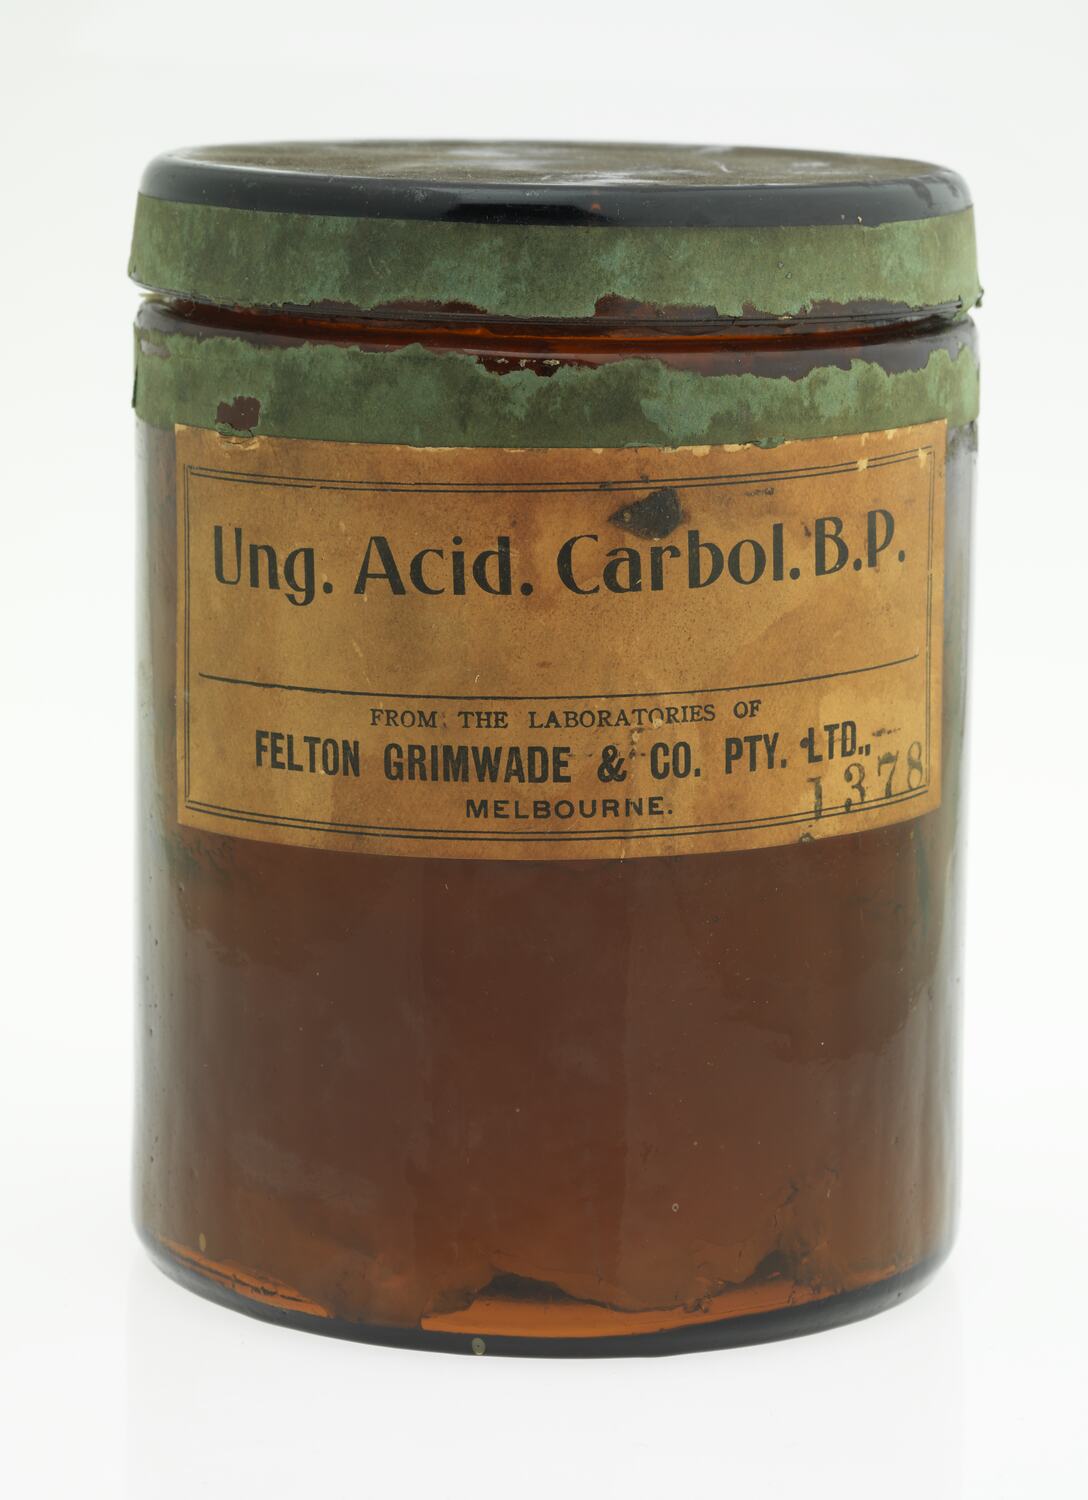 Ung. Acid. Carbol. B.P.
FROM THE LABORATORIES OF
FELTON GRIMWADE & CO. PTY. LTD.,
MELBOURNE.
1378